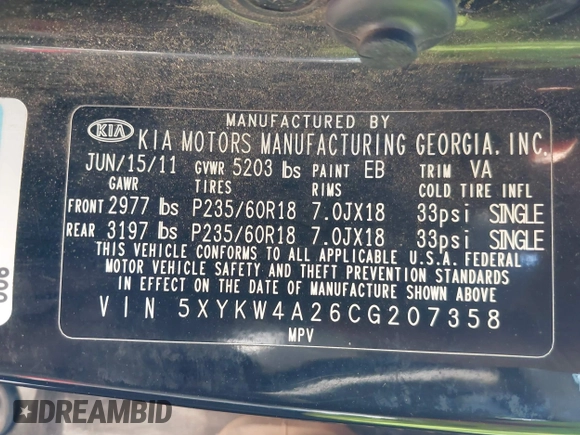 MANUFACTURED BY
KIA KIA MOTORS MANUFACTURING GEORGIA, INC.
JUN/15/11 GVWR 5203 lbs PAINT EB TRIM VA
GAWR TIRES RIMS COLD TIRE INFL
FRONT 2977 lbs P235/60R18 7.0JX18 33psi SINGLE
REAR 3197 lbs P235/60R18 7.0JX18 33psi SINGLE
THIS VEHICLE CONFORMS TO ALL APPLICABLE U.S.A. FEDERAL
MOTOR VEHICLE SAFETY AND THEFT PREVENTION STANDARDS
IN EFFECT ON THE DATE OF MANUFACTURE SHOWN ABOVE
VIN 5XYKW4A26CG207358
MPV
DREAMBID